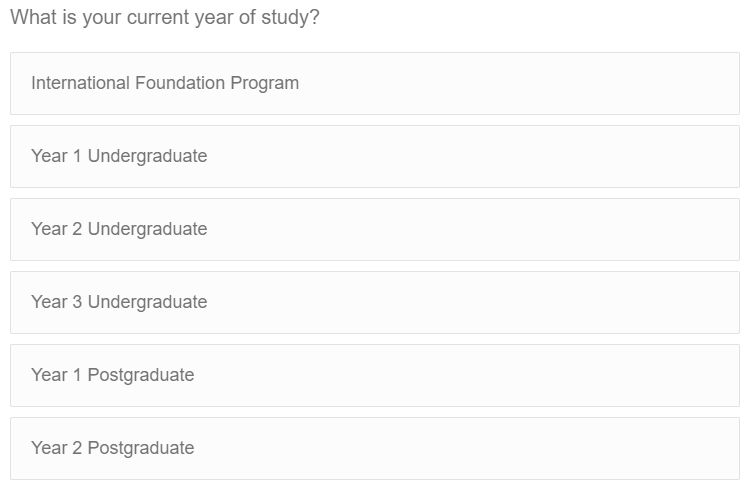 What is your current year of study?
International Foundation Program
Year 1 Undergraduate
Year 2 Undergraduate
Year 3 Undergraduate
Year 1 Postgraduate
Year 2 Postgraduate